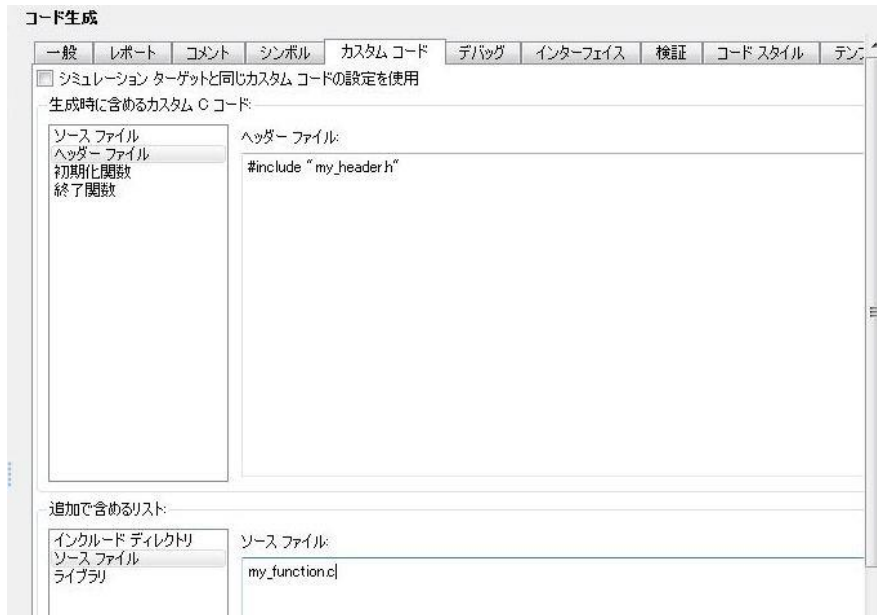 コード生成
一般 レポート コメント シンボル カスタム コード デバッグ インターフェイス 検証 コード スタイル テンプ
シミュレーション ターゲットと同じカスタム コードの設定を使用
生成時に含めるカスタム C コード:
ソース ファイル
ヘッダー ファイル
初期化関数
終了関数
ヘッダー ファイル:
#include "my_header.h"
追加で含めるリスト:
インクルード ディレクトリ
ソース ファイル
ライブラリ
ソース ファイル:
my_function.c